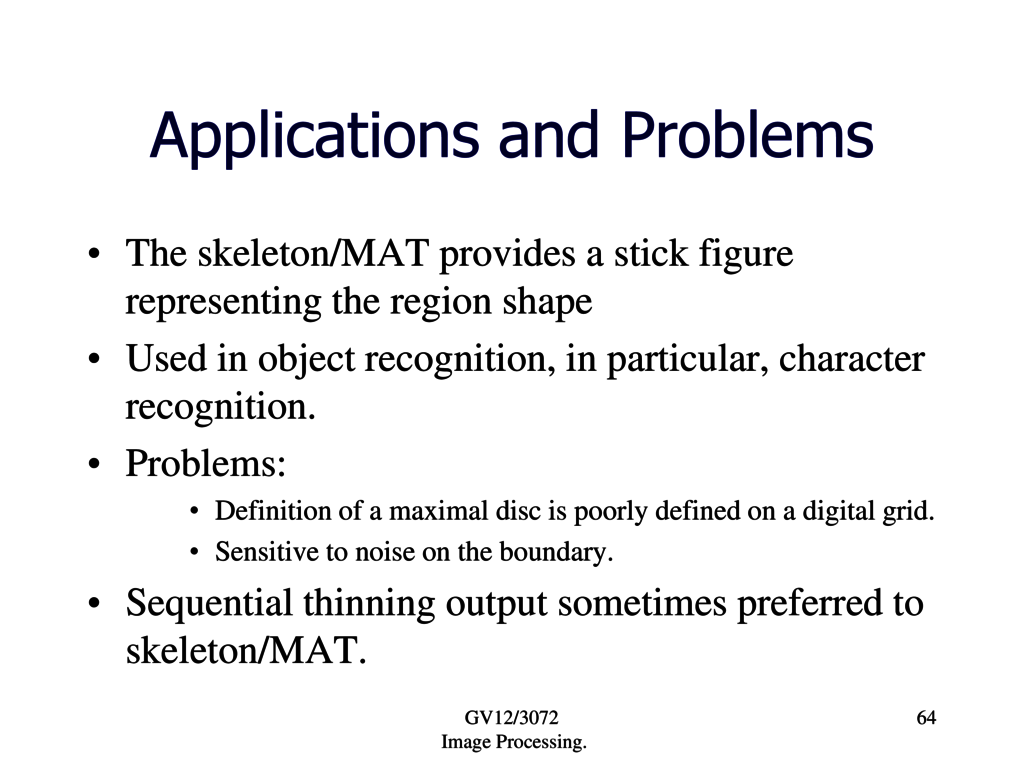 Applications and Problems
• The skeleton/MAT provides a stick figure
representing the region shape
• Used in object recognition, in particular, character
recognition.
• Problems:
• Definition of a maximal disc is poorly defined on a digital grid.
• Sensitive to noise on the boundary.
• Sequential thinning output sometimes preferred to
skeleton/MAT.
GV12/3072
Image Processing.
64